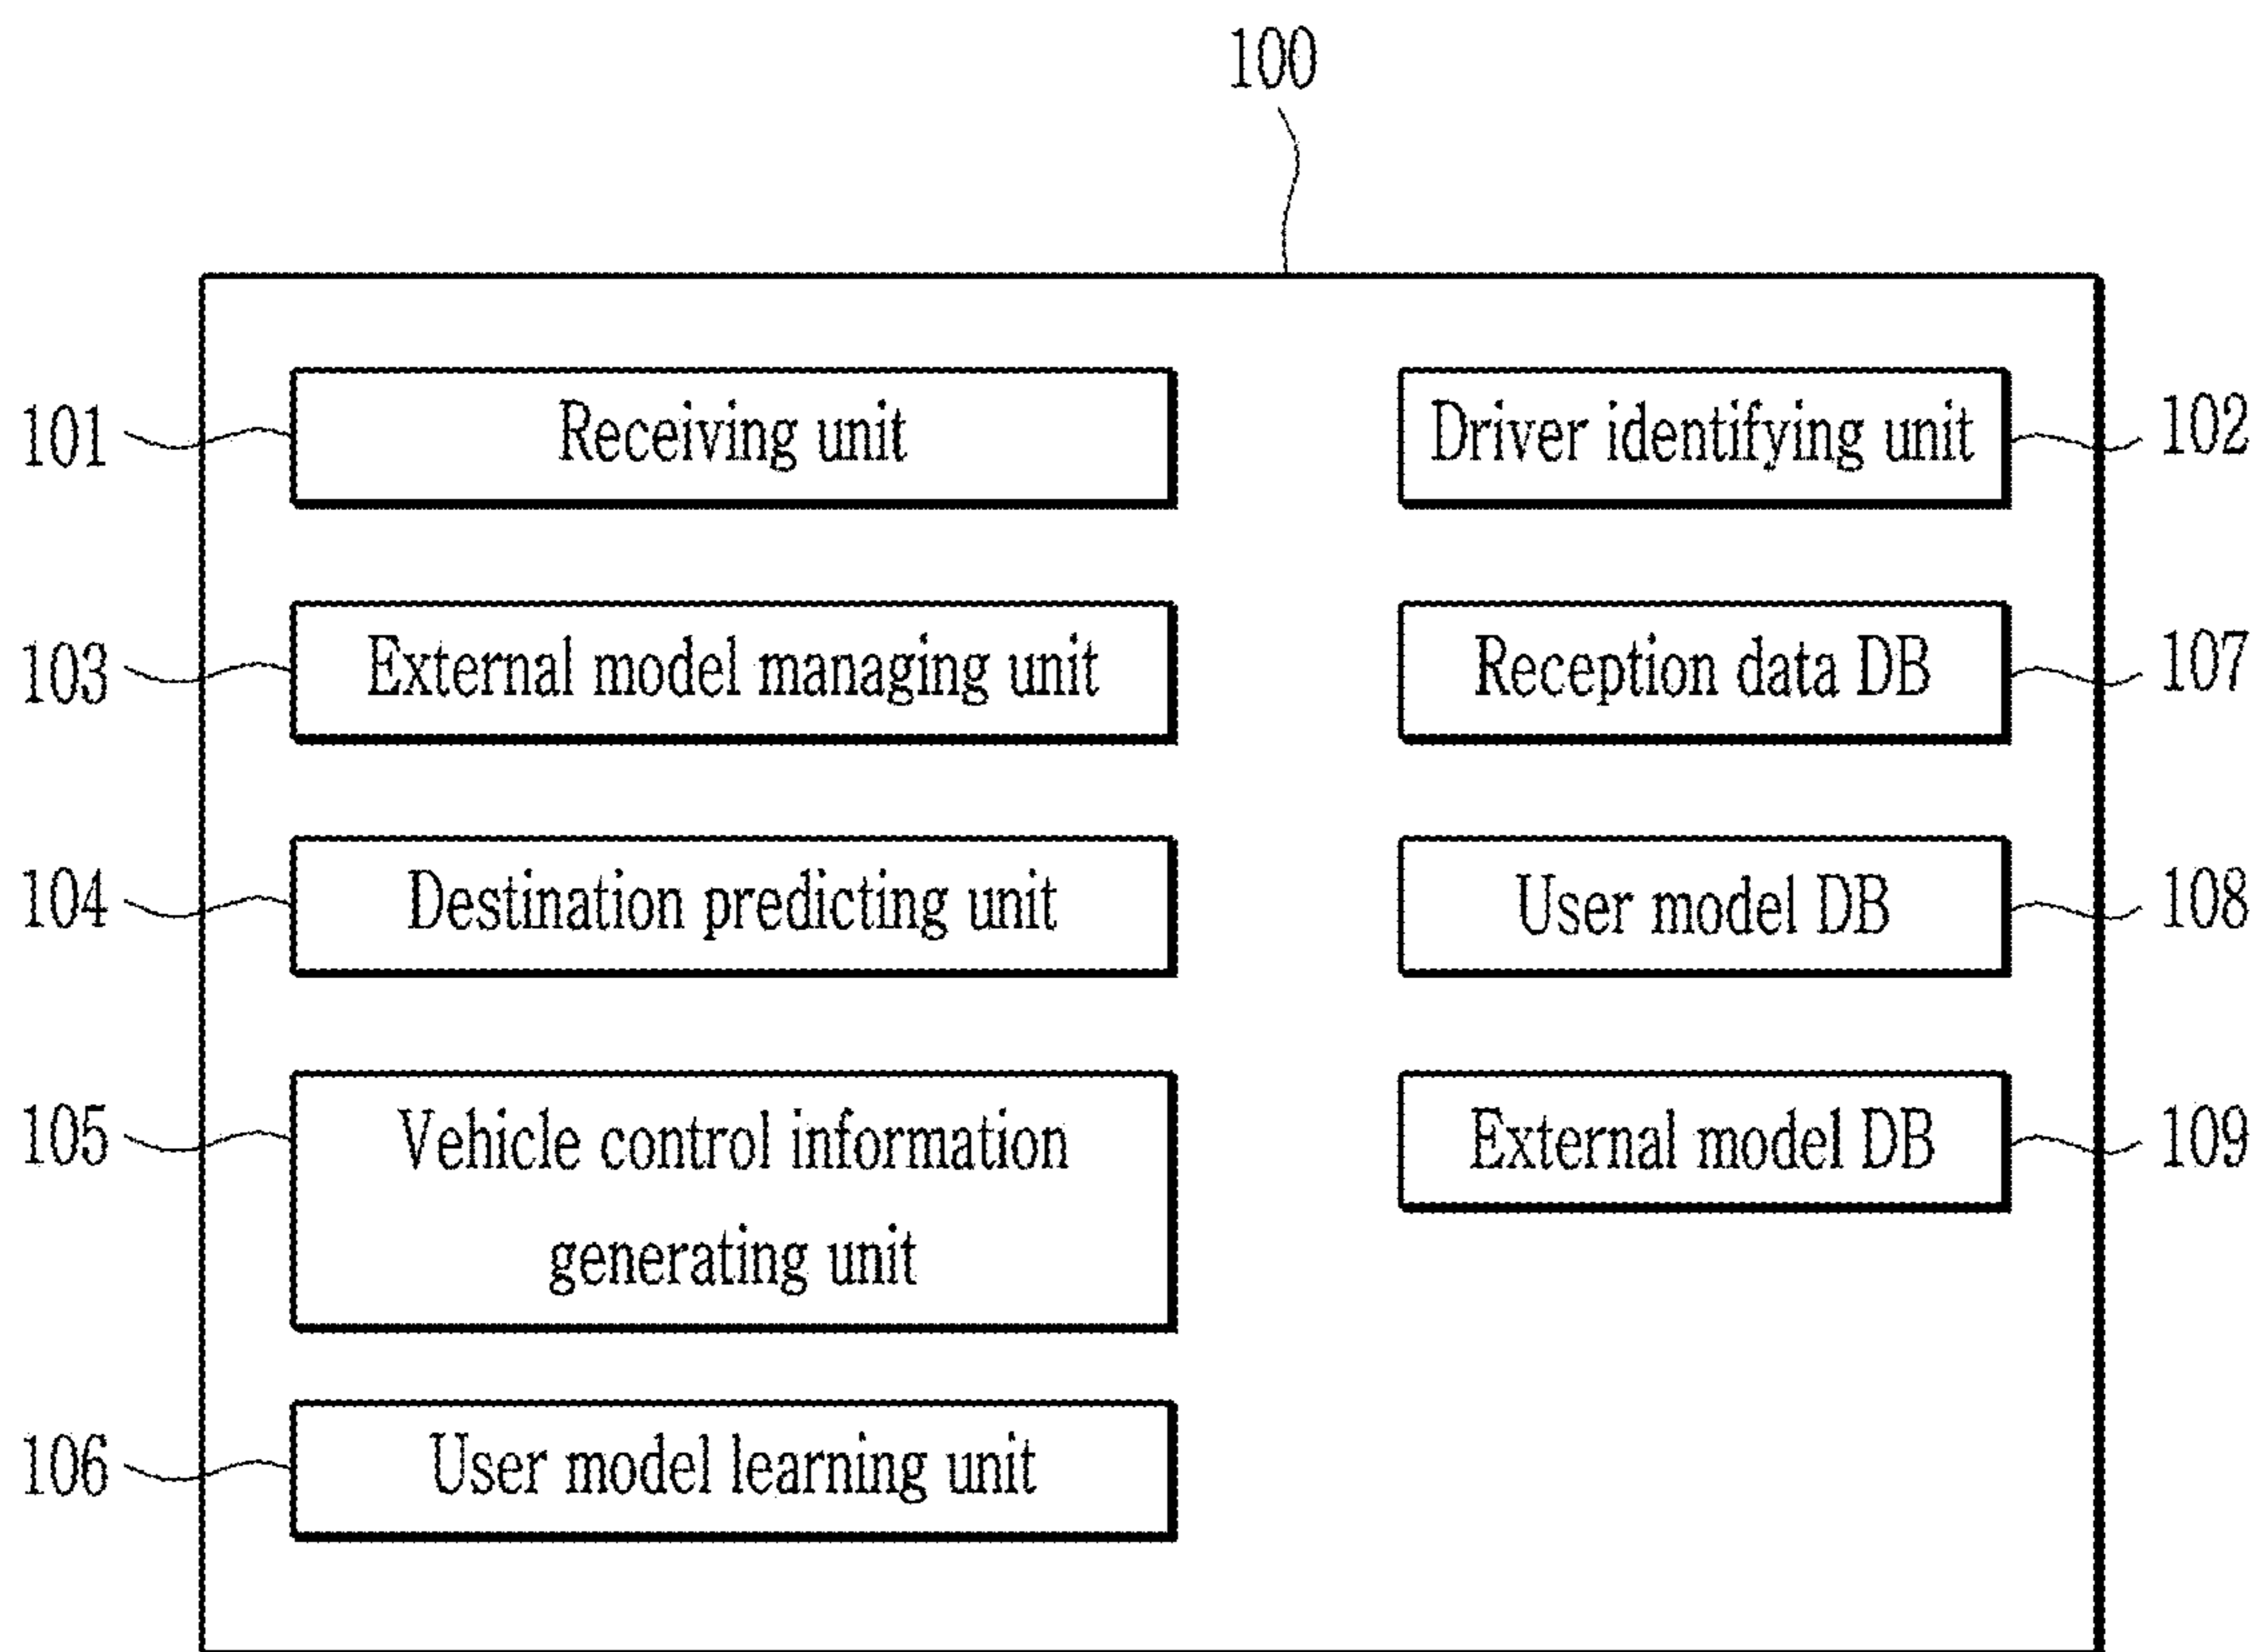 100
101 Receiving unit Driver identifying unit 102
103 External model managing unit Reception data DB 107
104 Destination predicting unit User model DB 108
105 Vehicle control information External model DB 109
generating unit
106 User model learning unit